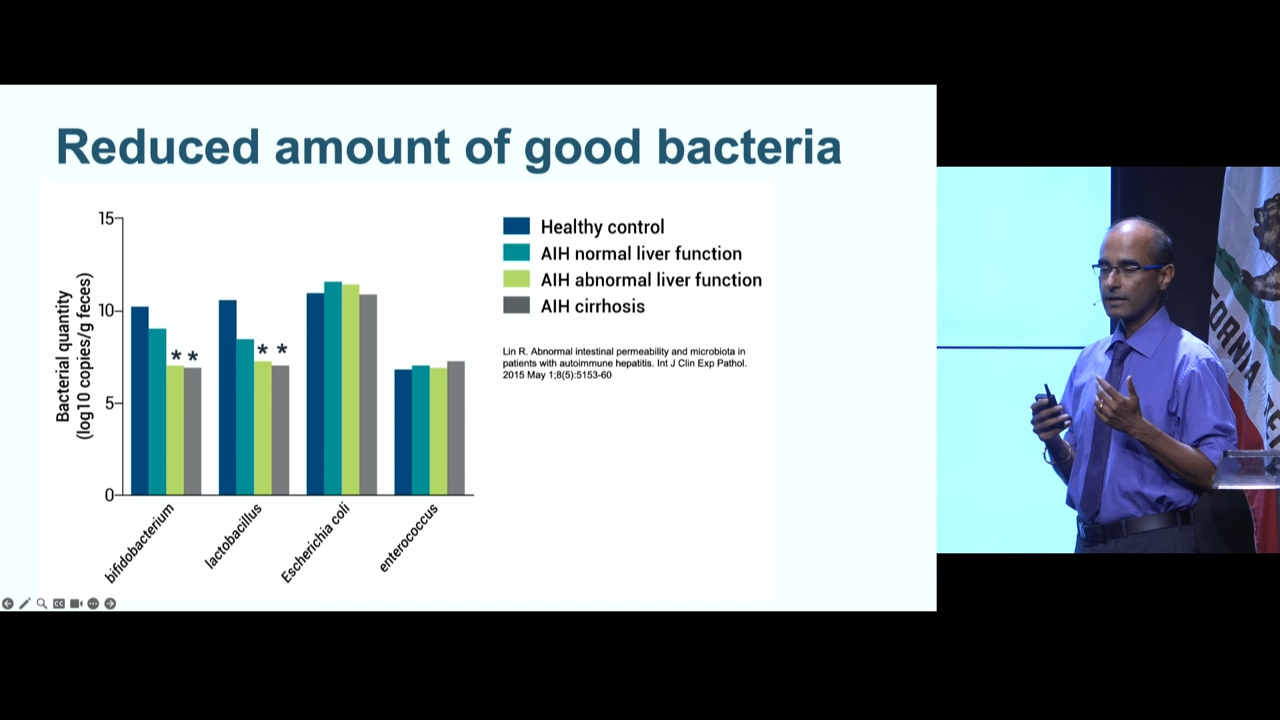 Reduced amount of good bacteria
15
10
5
0
Bacterial quantity
(log10 copies/g feces)
* *
* *
bifidobacterium
lactobacillus
Escherichia coli
enterococcus
Healthy control
AIH normal liver function
AIH abnormal liver function
AIH cirrhosis
Lin R. Abnormal intestinal permeability and microbiota in
patients with autoimmune hepatitis. Int J Clin Exp Pathol.
2015 May 1;8(5):5153-60
CC